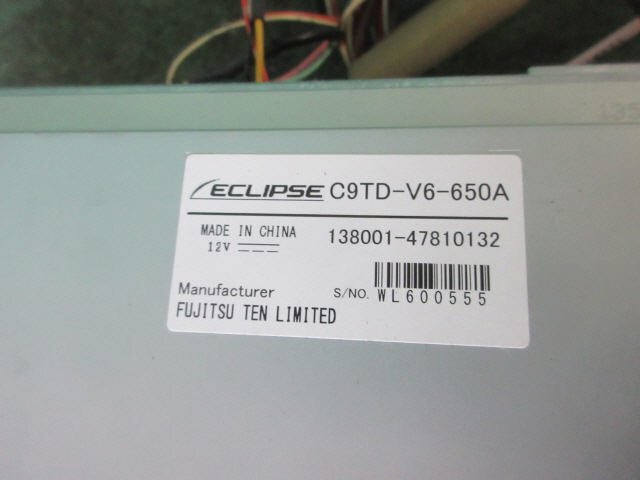 ECLIPSE C9TD-V6-650A
MADE IN CHINA
12V
138001-47810132
Manufacturer
S/NO. WL600555
FUJITSU TEN LIMITED